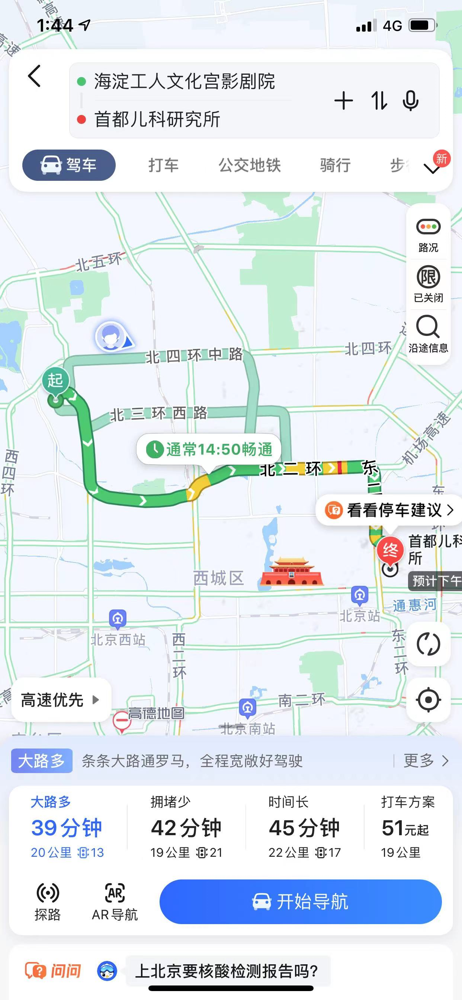 1:44
4G
海淀工人文化宫影剧院
首都儿科研究所
驾车
打车
公交地铁
骑行
步
新
高速
路况
限
已关闭
沿途信息
北五环
北四环中路
北四环
起
北三环西路
机场高速
通常14:50畅通
西四环
北二环
东二
看看停车建议
终
首都儿科
所
预计下午
西城区
北京站
通惠河
北京西站
西二环
东二环
高速优先
南二环
高德地图
北京南站
大路多
条条大路通罗马，全程宽敞好驾驶
更多
大路多
拥堵少
时间长
打车方案
39分钟
42分钟
45分钟
51元起
20公里 13
19公里 21
22公里 17
19公里
探路
AR
AR导航
开始导航
问问
上北京要核酸检测报告吗?